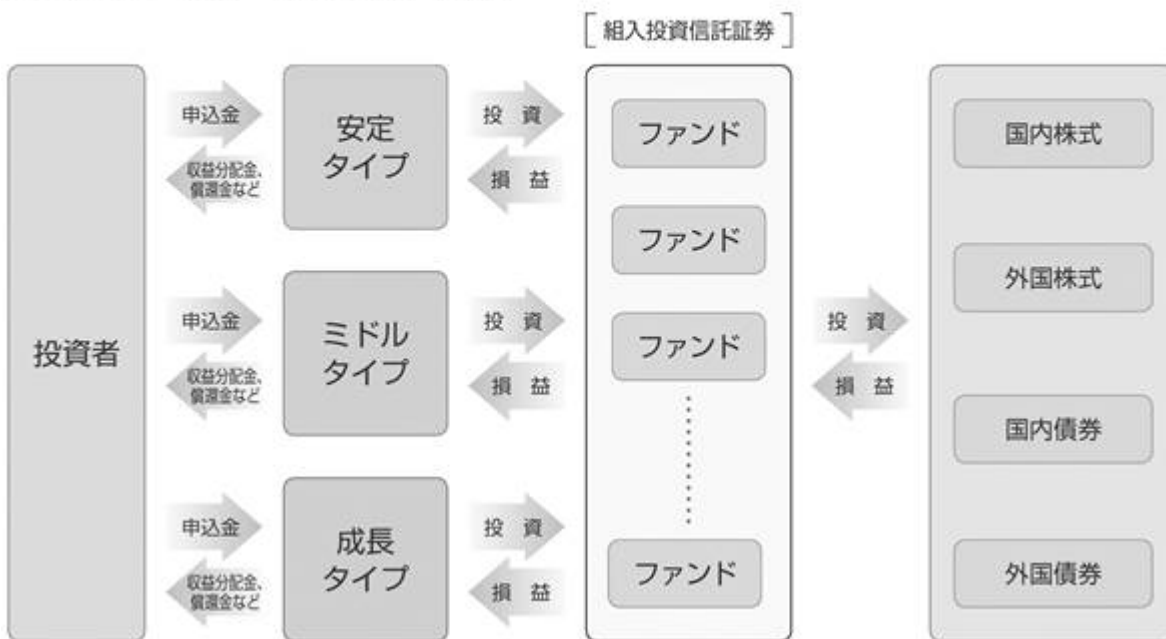 [組入投資信託証券]
投資者
申込金
収益分配金、
償還金など
安定
タイプ
投 資
損 益
申込金
収益分配金、
償還金など
ミドル
タイプ
投 資
損 益
申込金
収益分配金、
償還金など
成長
タイプ
投 資
損 益
ファンド
ファンド
ファンド
ファンド
投 資
損 益
国内株式
外国株式
国内債券
外国債券